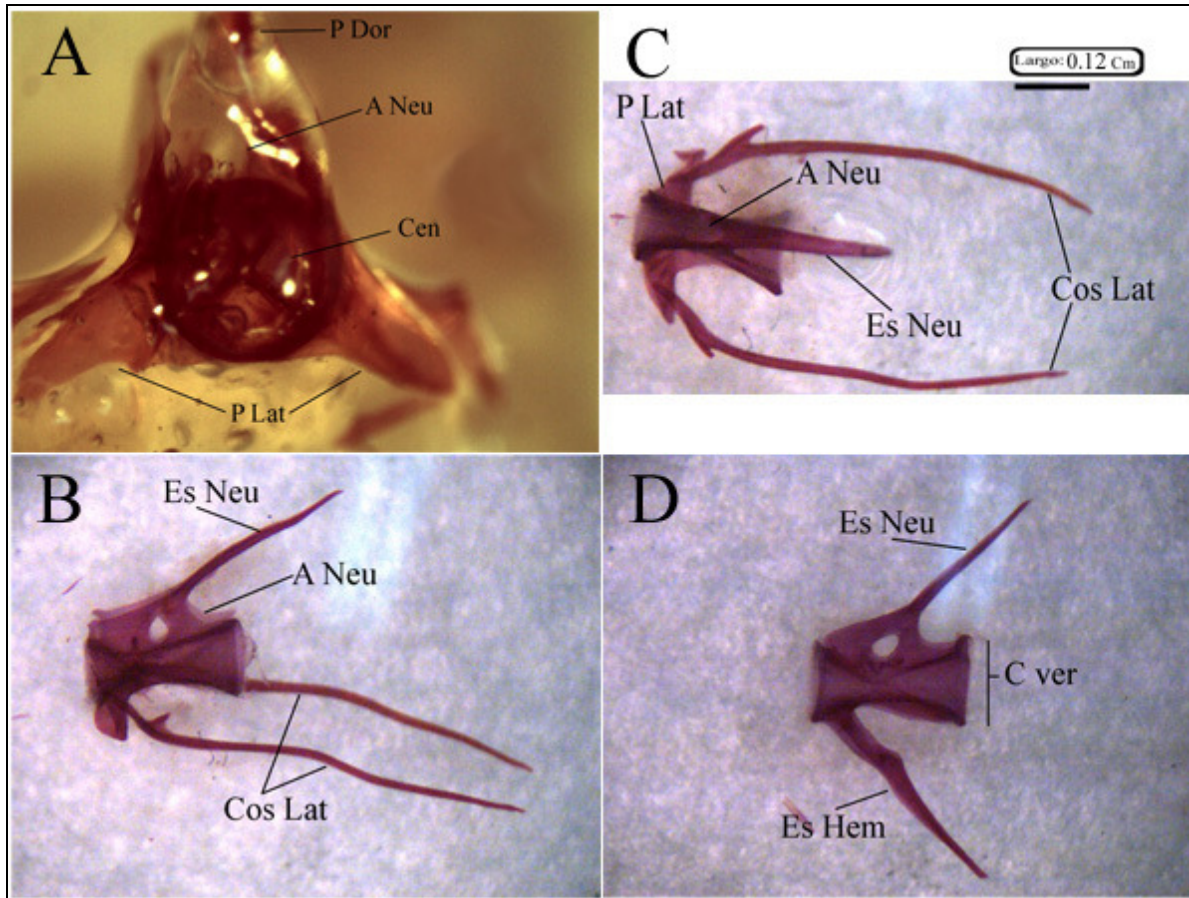 A
P Dor
A Neu
Cen
P Lat
C
Largo: 0.12 Cm
P Lat
A Neu
Es Neu
Cos Lat
B
Es Neu
A Neu
Cos Lat
D
Es Neu
C ver
Es Hem